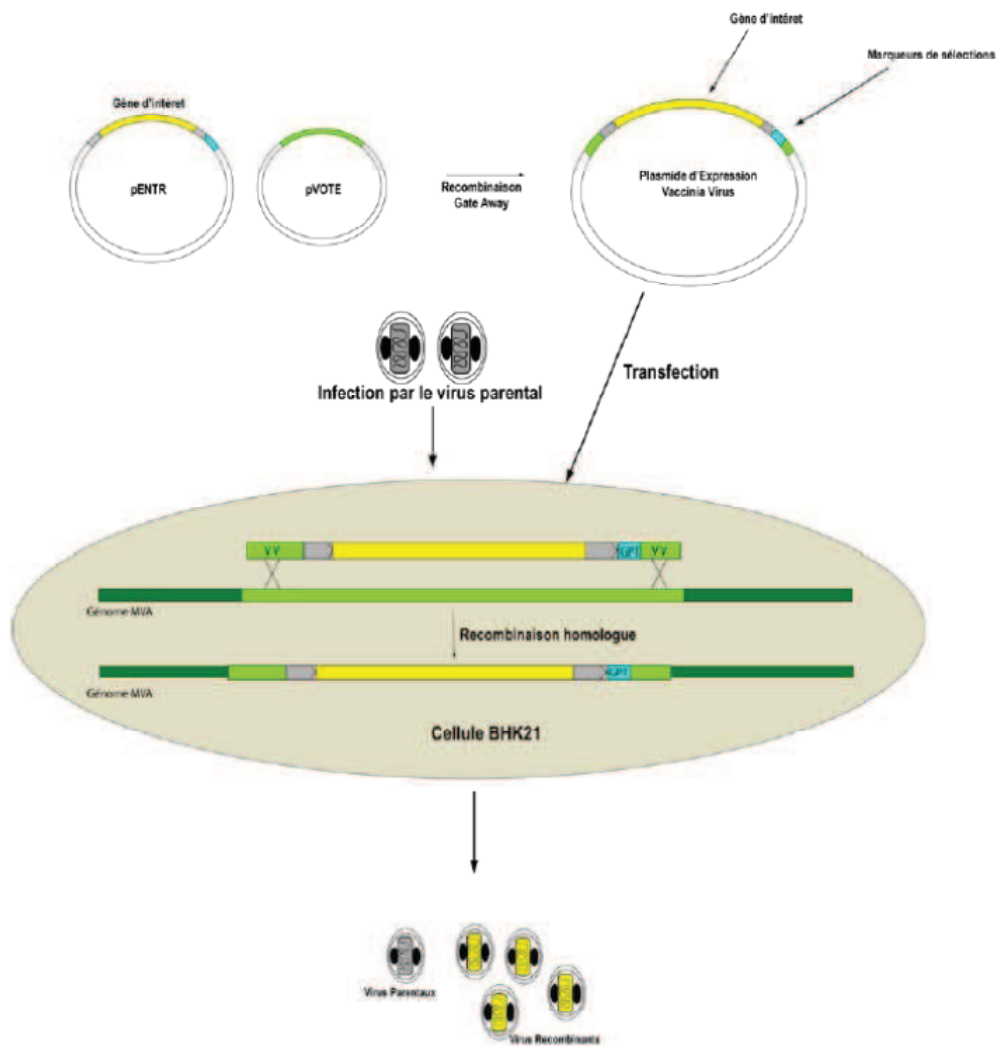 Gène d'intéret
Marqueurs de sélections
Gène d'intéret
pENTR
pVOTE
Recombinaison
Gate Away
Plasmide d'Expression
Vaccinia Virus
Infection par le virus parental
Transfection
VV
GPT
VV
Génome MVA
Recombinaison homologue
GPT
Génome MVA
Cellule BHK21
Virus Parentaux
Virus Recombinants